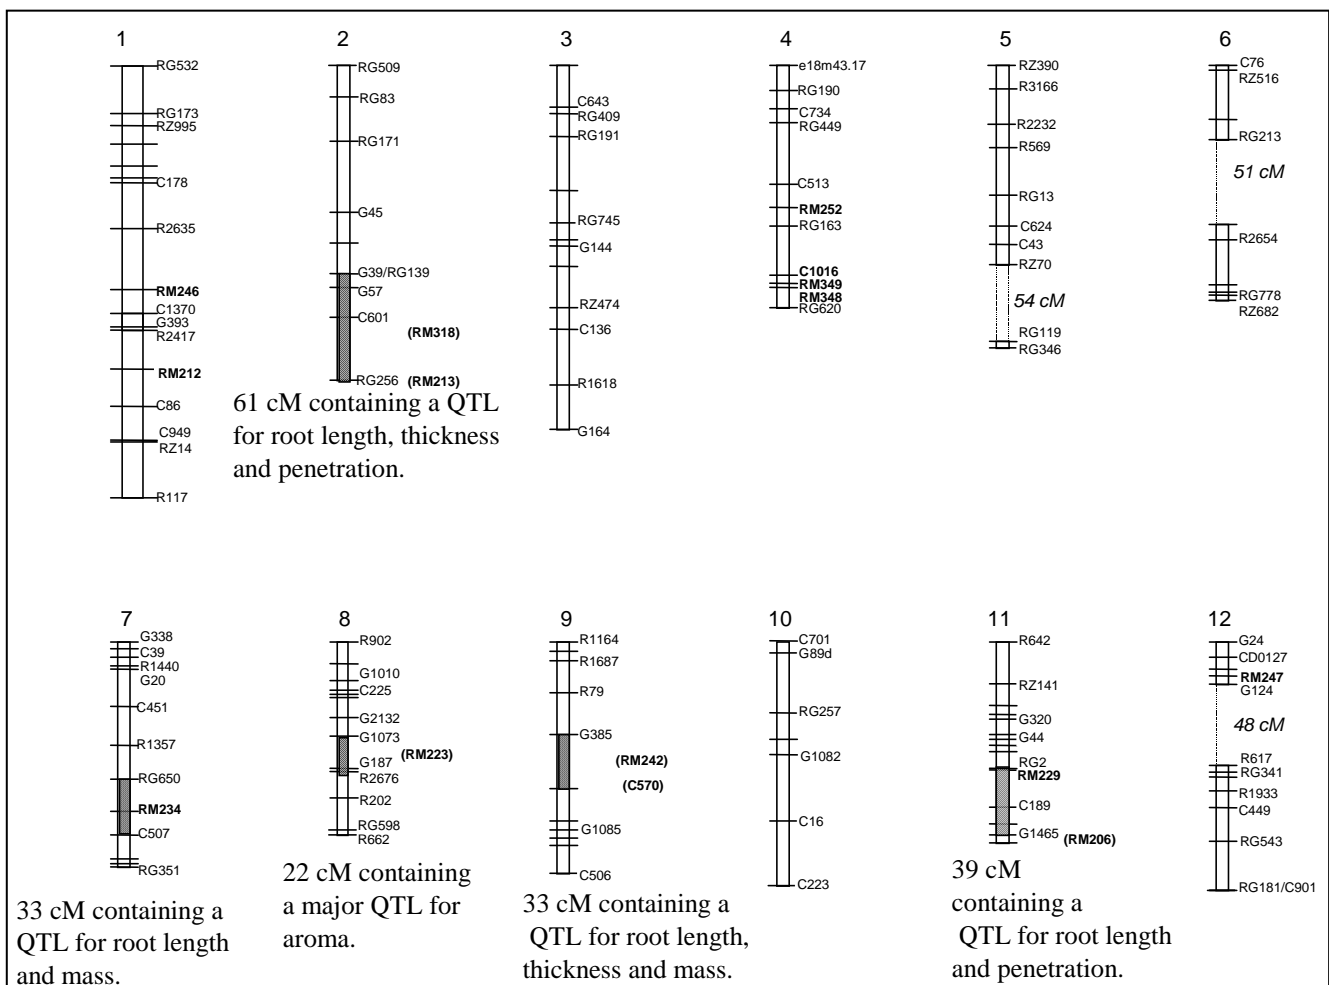 1
RG532
RG173
RZ995
C178
R2635
RM246
C1370
G393
R2417
RM212
C86
C949
RZ14
R117
2
RG509
RG83
RG171
G45
G39/RG139
G57
C601
(RM318)
RG256 (RM213)
61 cM containing a QTL
for root length, thickness
and penetration.
3
C643
RG409
RG191
RG745
G144
RZ474
C136
R1618
G164
4
e18m43.17
RG190
C734
RG449
C513
RM252
RG163
C1016
RM349
RM348
RG620
5
RZ390
R3166
R2232
R569
RG13
C624
C43
RZ70
54 cM
RG119
RG346
6
C76
RZ516
RG213
51 cM
R2654
RG778
RZ682
7
G338
C39
R1440
G20
C451
R1357
RG650
RM234
C507
RG351
33 cM containing a
QTL for root length
and mass.
8
R902
G1010
C225
G2132
G1073
(RM223)
G187
R2676
R202
RG598
R662
22 cM containing
a major QTL for
aroma.
9
R1164
R1687
R79
G385
(RM242)
(C570)
G1085
C506
33 cM containing a
QTL for root length,
thickness and mass.
10
C701
G89d
RG257
G1082
C16
C223
11
R642
RZ141
G320
G44
RG2
RM229
C189
G1465 (RM206)
39 cM
containing a
QTL for root length
and penetration.
12
G24
CD0127
RM247
G124
48 cM
R617
RG341
R1933
C449
RG543
RG181/C901